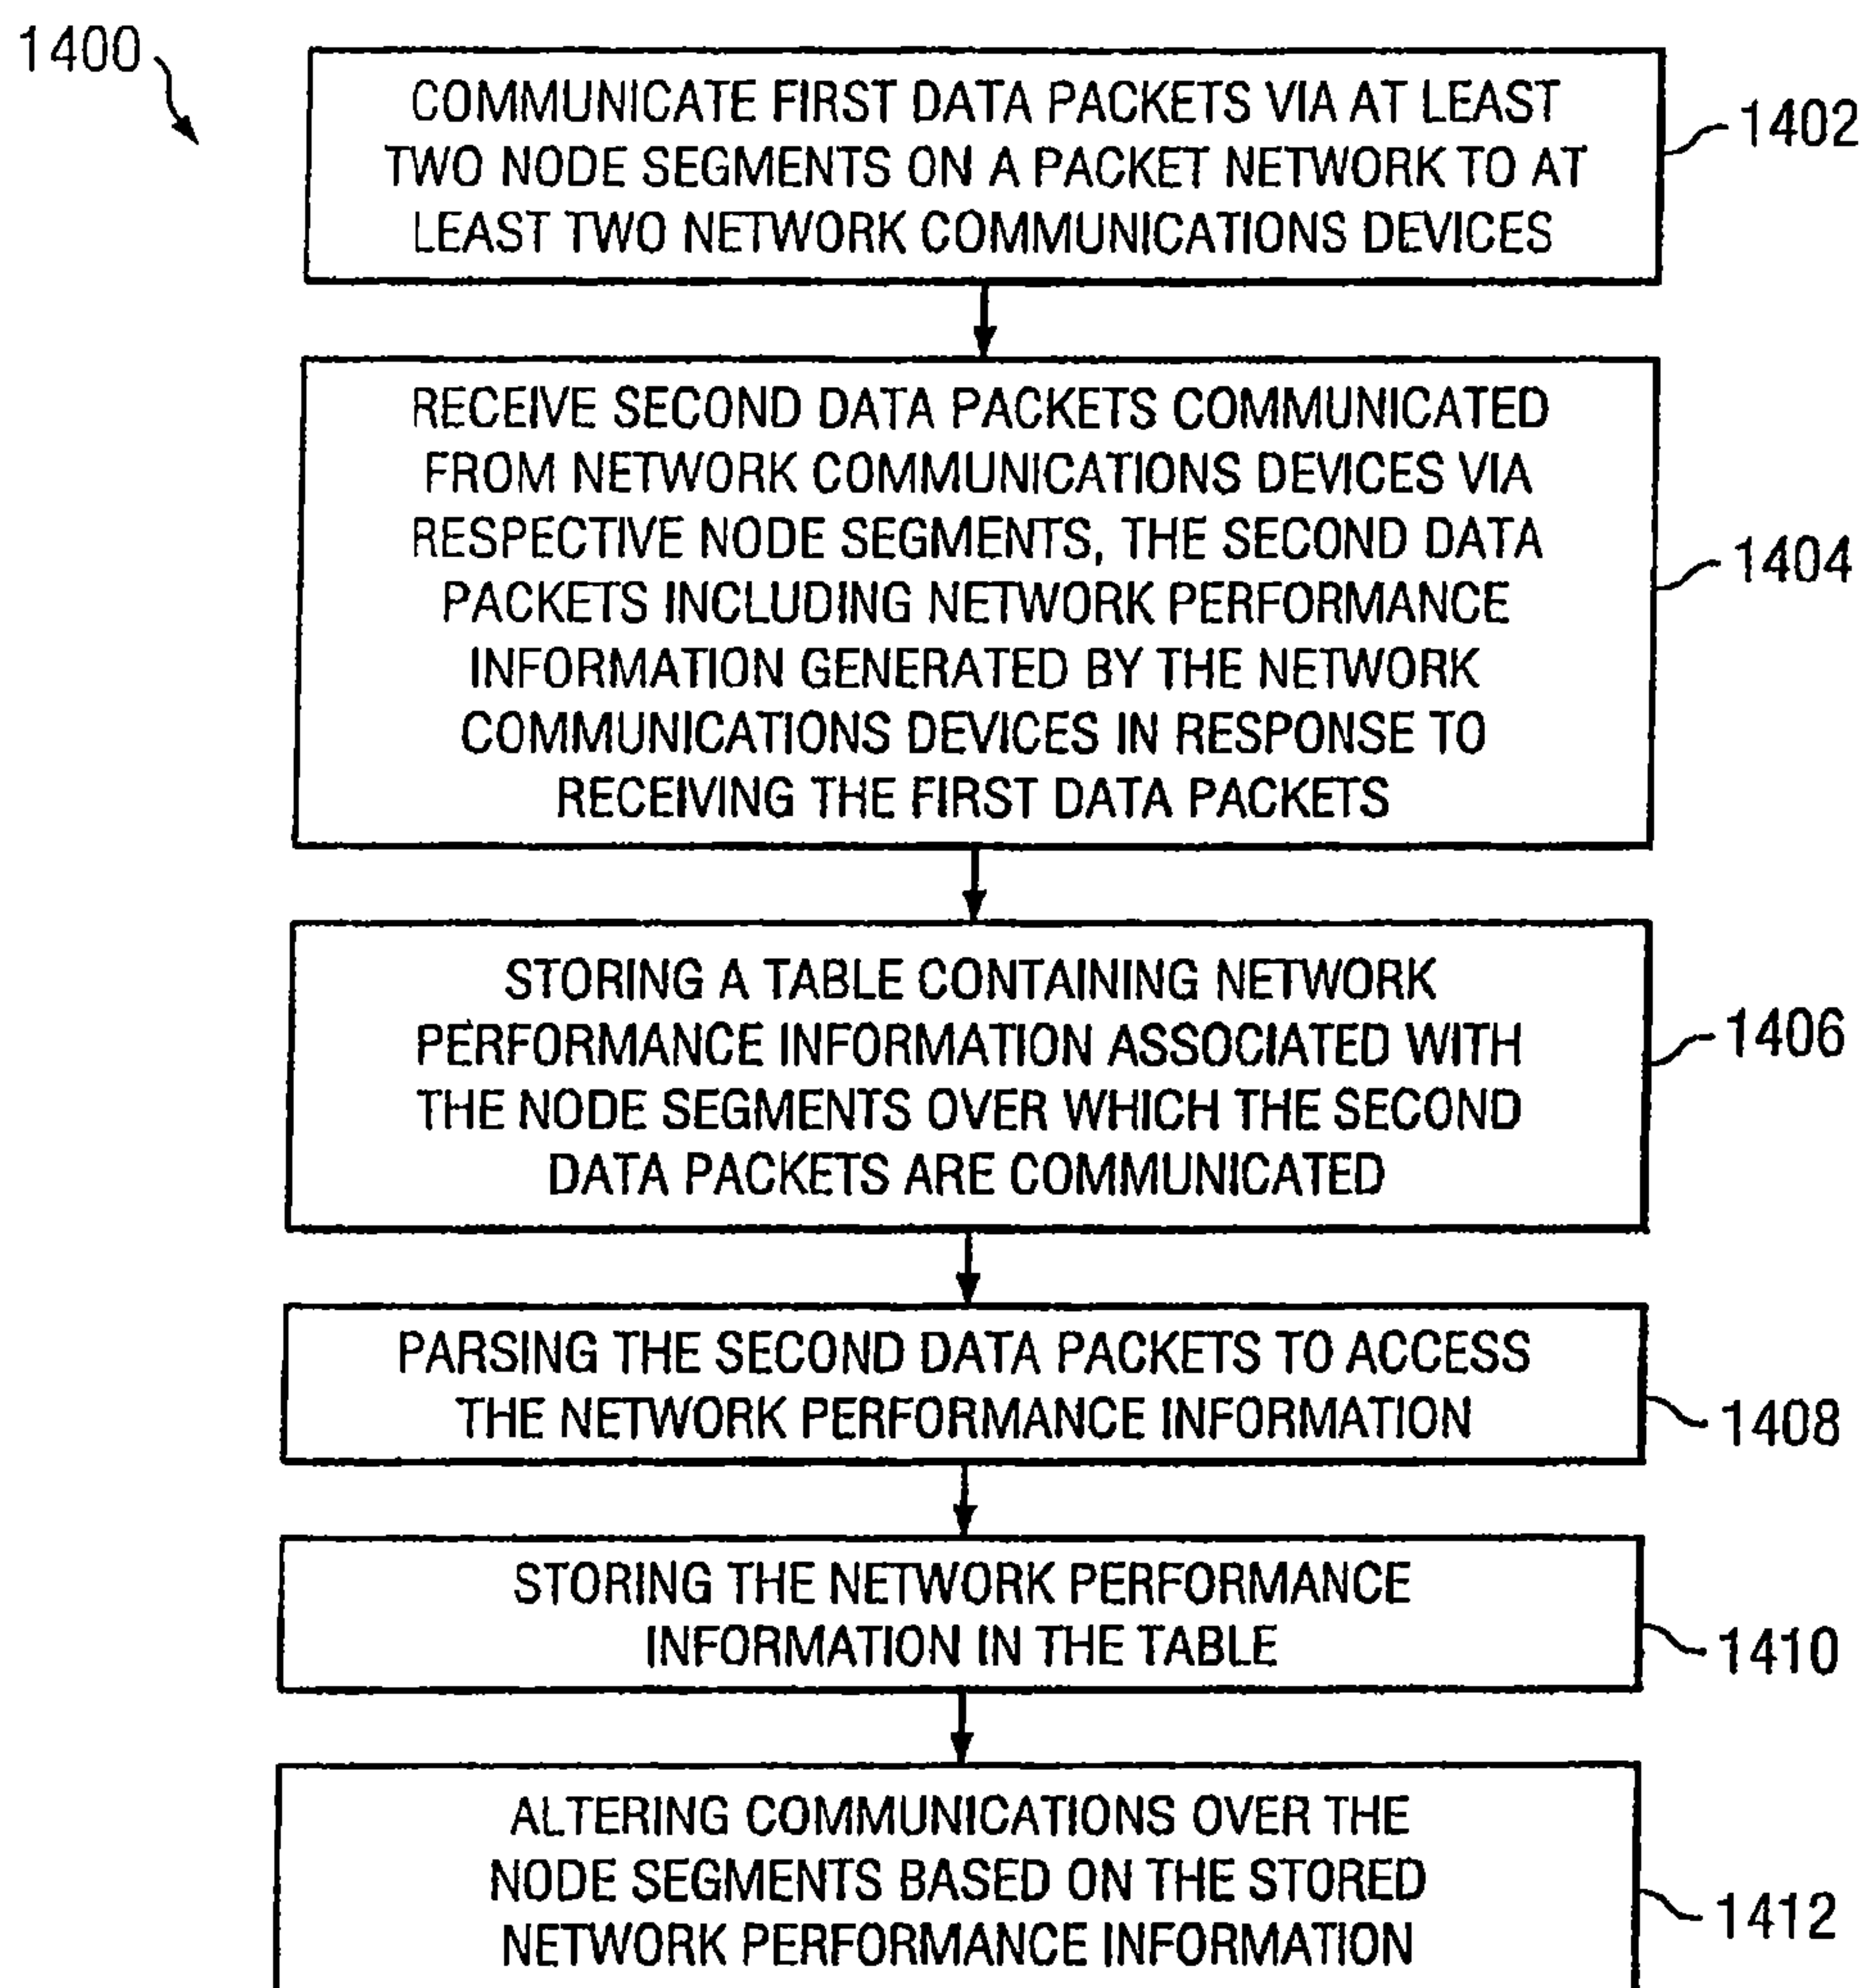 1400
COMMUNICATE FIRST DATA PACKETS VIA AT LEAST
TWO NODE SEGMENTS ON A PACKET NETWORK TO AT
LEAST TWO NETWORK COMMUNICATIONS DEVICES
1402
RECEIVE SECOND DATA PACKETS COMMUNICATED
FROM NETWORK COMMUNICATIONS DEVICES VIA
RESPECTIVE NODE SEGMENTS, THE SECOND DATA
PACKETS INCLUDING NETWORK PERFORMANCE
INFORMATION GENERATED BY THE NETWORK
COMMUNICATIONS DEVICES IN RESPONSE TO
RECEIVING THE FIRST DATA PACKETS
1404
STORING A TABLE CONTAINING NETWORK
PERFORMANCE INFORMATION ASSOCIATED WITH
THE NODE SEGMENTS OVER WHICH THE SECOND
DATA PACKETS ARE COMMUNICATED
1406
PARSING THE SECOND DATA PACKETS TO ACCESS
THE NETWORK PERFORMANCE INFORMATION
1408
STORING THE NETWORK PERFORMANCE
INFORMATION IN THE TABLE
1410
ALTERING COMMUNICATIONS OVER THE
NODE SEGMENTS BASED ON THE STORED
NETWORK PERFORMANCE INFORMATION
1412